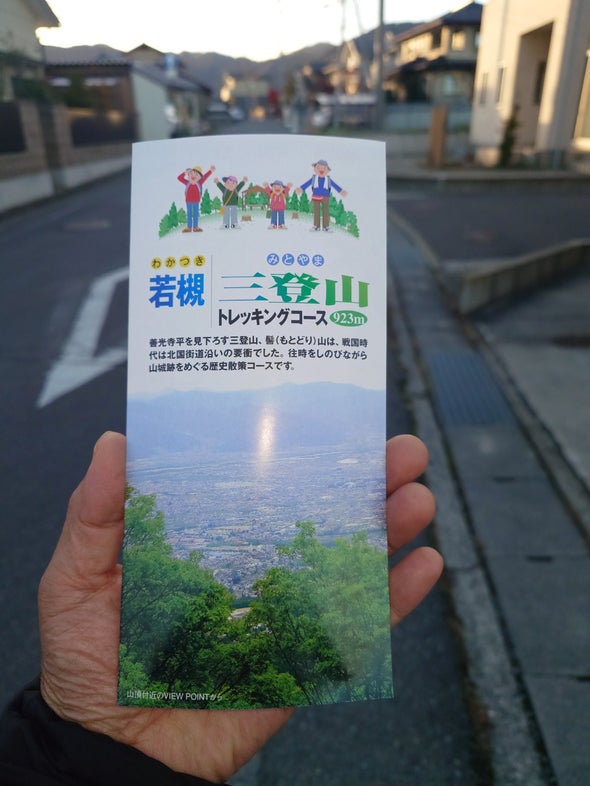 わかつき
みとやま
若槻
三登山
トレッキングコース 923m
善光寺平を見下ろす三登山、髻(もとどり)山は、戦国時
代は北国街道沿いの要衝でした。往時をしのびながら
山城跡をめぐる歴史散策コースです。
山頂付近のVIEW POINTから